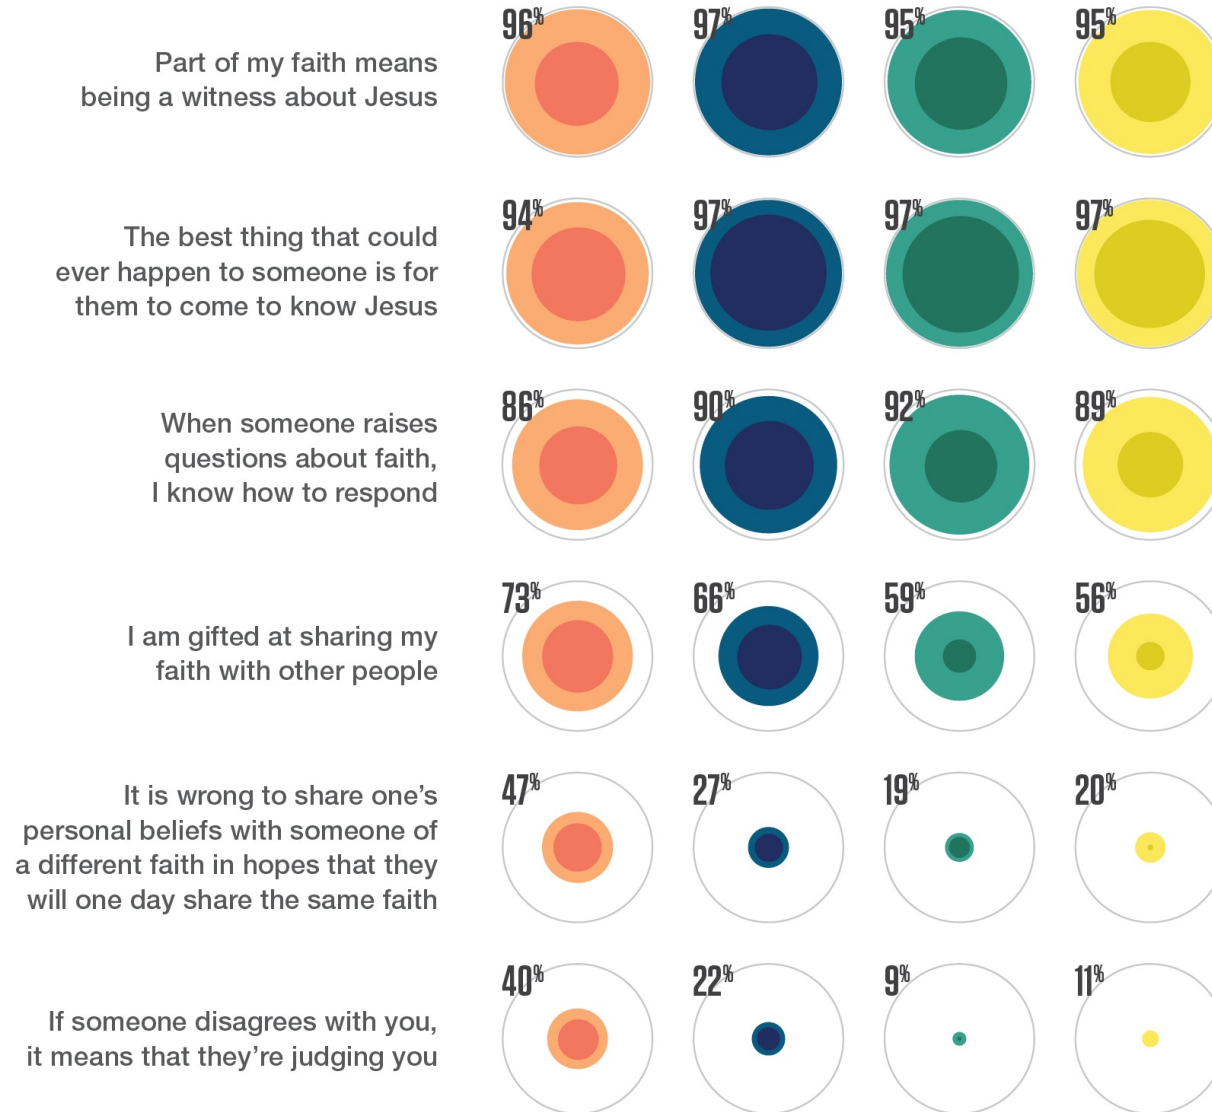 96% 97% 95% 95%
Part of my faith means
being a witness about Jesus
94% 97% 97% 97%
The best thing that could
ever happen to someone is for
them to come to know Jesus
86% 90% 92% 89%
When someone raises
questions about faith,
I know how to respond
73% 66% 59% 56%
I am gifted at sharing my
faith with other people
47% 27% 19% 20%
It is wrong to share one’s
personal beliefs with someone of
a different faith in hopes that they
will one day share the same faith
40% 22% 9% 11%
If someone disagrees with you,
it means that they’re judging you